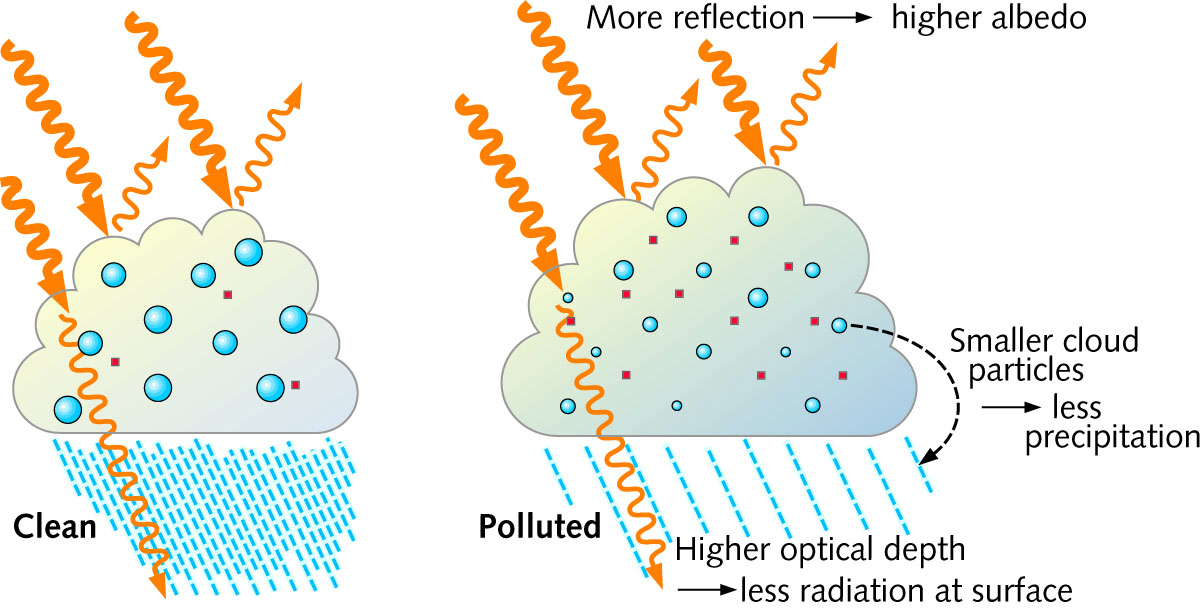 More reflection → higher albedo
Smaller cloud
particles
→ less
precipitation
Clean
Polluted
Higher optical depth
→ less radiation at surface